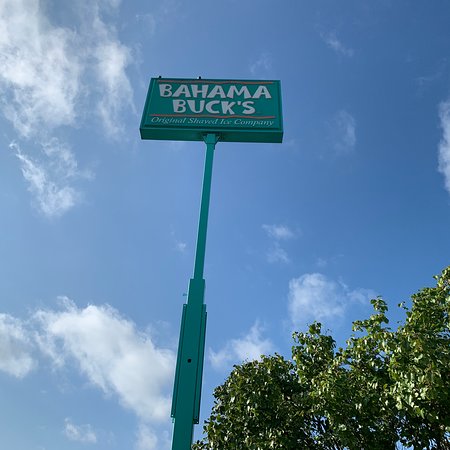 BAHAMA
BUCK'S
Original Shaved Ice Company